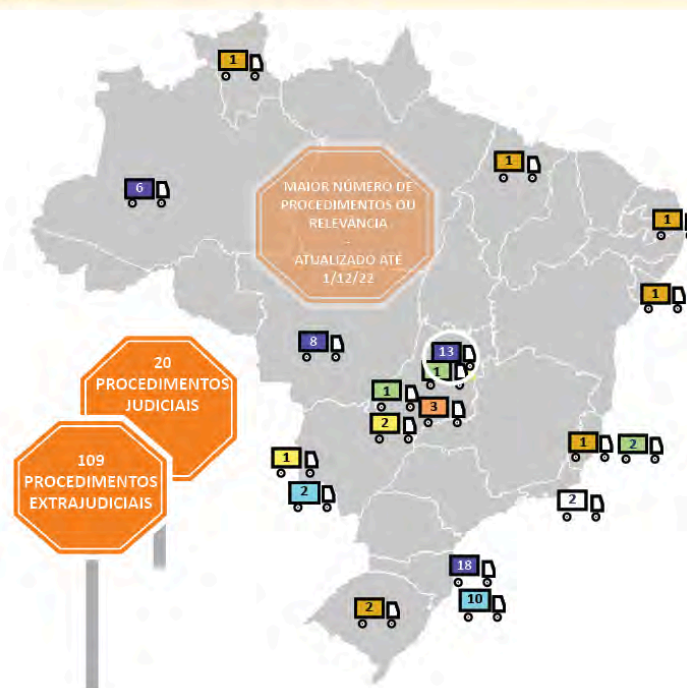 1
6
1
MAIOR NÚMERO DE
PROCEDIMENTOS OU
RELEVÂNCIA
-
ATUALIZADO ATÉ
1/12/22
1
1
8
13
1
20
PROCEDIMENTOS
JUDICIAIS
1
3
2
109
PROCEDIMENTOS
EXTRAJUDICIAIS
1
2
1
2
2
18
10
2